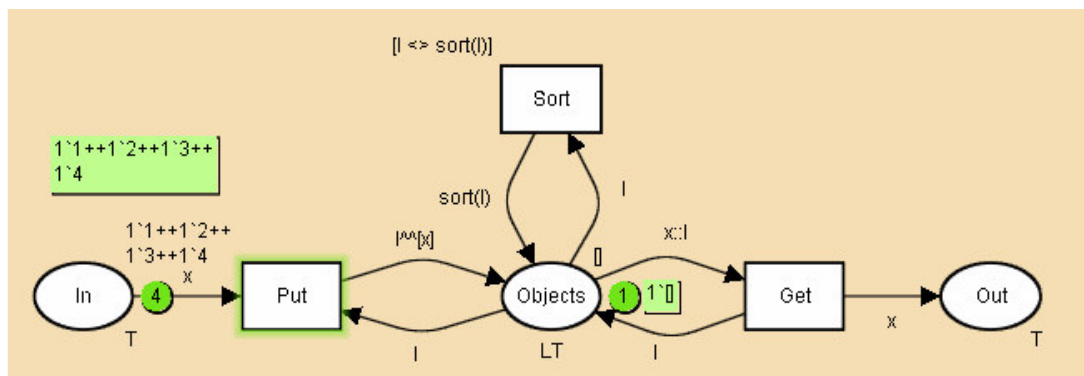 [l <> sort(l)]
Sort
1`1++1`2++1`3++
1`4
sort(l)
l
1`1++1`2++
1`3++1`4
x
l^^[x]
[]
x::l
In
4
Put
Objects
1
1`[]
Get
Out
T
l
LT
l
x
T